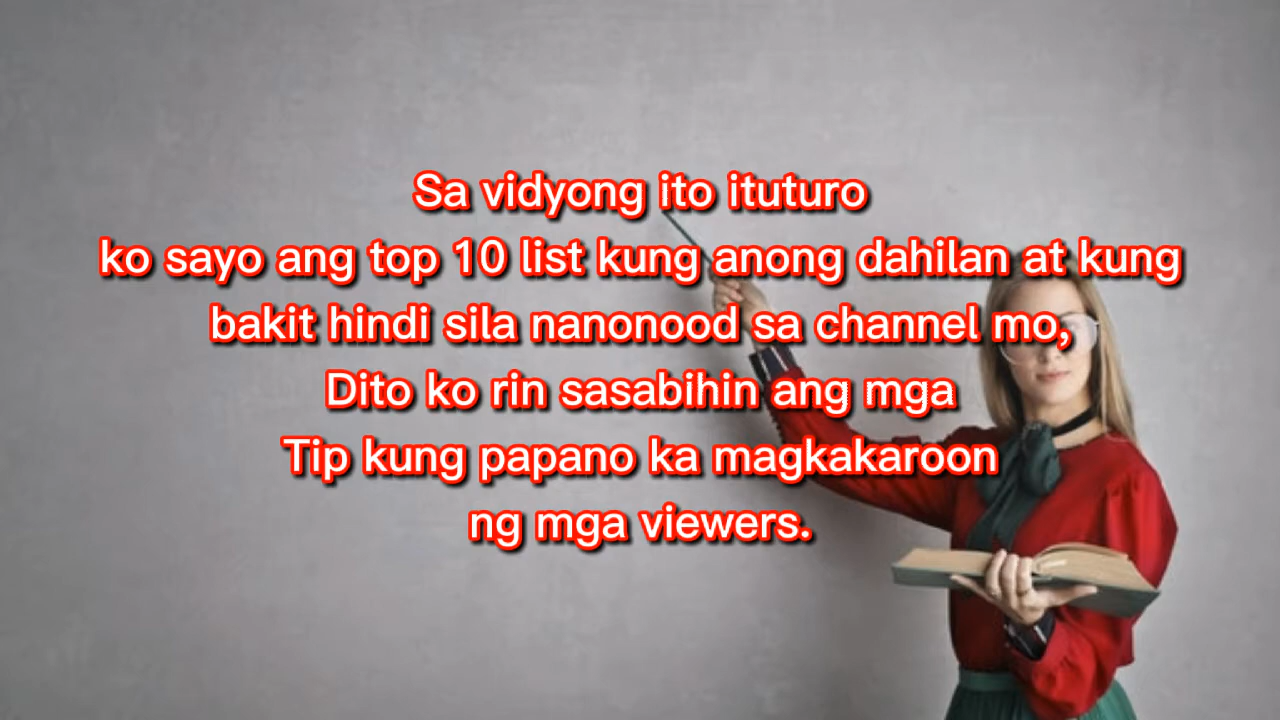 Sa vidyong ito ituturo
ko sayo ang top 10 list kung anong dahilan at kung
bakit hindi sila nanonood sa channel mo,
Dito ko rin sasabihin ang mga
Tip kung papano ka magkakaroon
ng mga viewers.